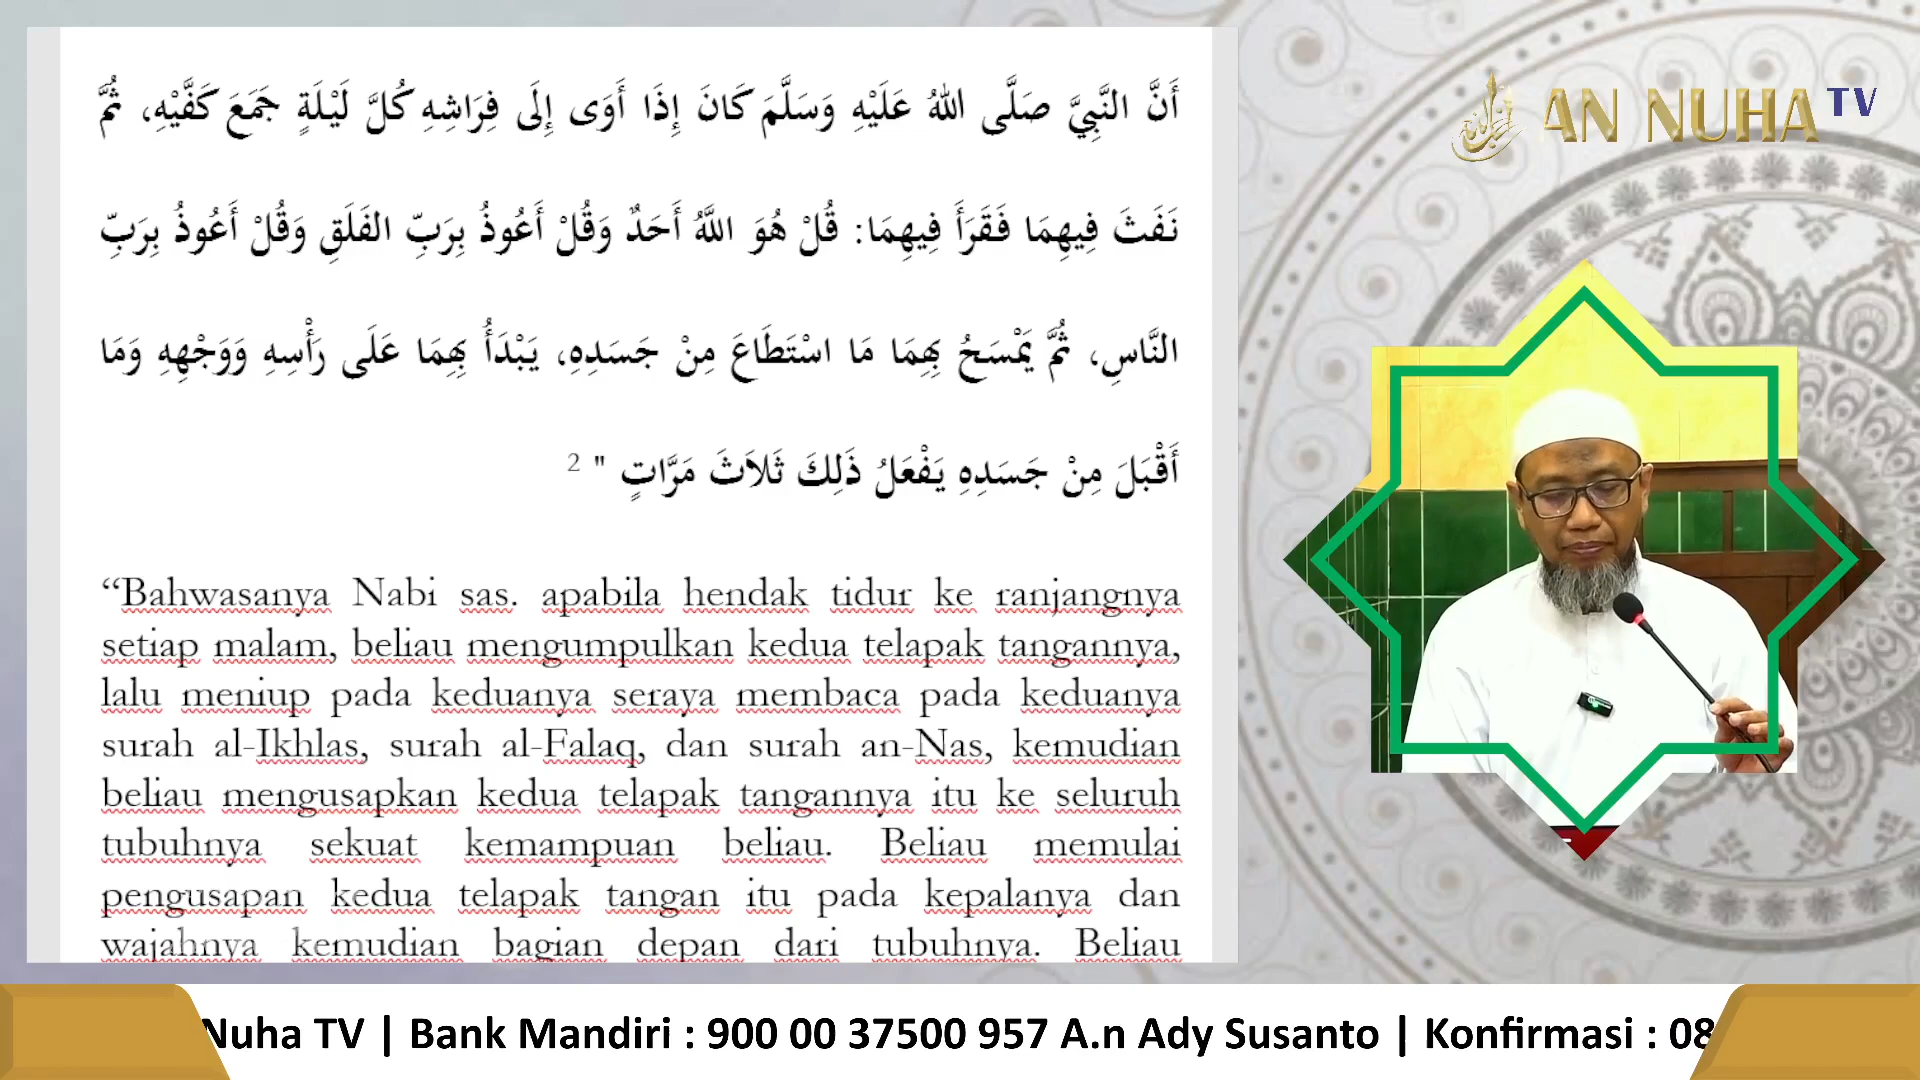 أَنَّ النَّبِيَّ صَلَّى اللهُ عَلَيْهِ وَسَلَّمَ كَانَ إِذَا أَوَى إِلَى فِرَاشِهِ كُلَّ لَيْلَةٍ جَمَعَ كَفَّيْهِ، ثُمَّ
نَفَثَ فِيهِمَا فَقَرَأَ فِيهِمَا: قُلْ هُوَ اللَّهُ أَحَدٌ وَقُلْ أَعُوذُ بِرَبِّ الفَلَقِ وَقُلْ أَعُوذُ بِرَبِّ
النَّاسِ، ثُمَّ يَمْسَحُ بِهِمَا مَا اسْتَطَاعَ مِنْ جَسَدِهِ، يَبْدَأُ بِهِمَا عَلَى رَأْسِهِ وَوَجْهِهِ وَمَا
أَقْبَلَ مِنْ جَسَدِهِ يَفْعَلُ ذَلِكَ ثَلاَثَ مَرَّاتٍ " 2
“Bahwasanya Nabi sas. apabila hendak tidur ke ranjangnya
setiap malam, beliau mengumpulkan kedua telapak tangannya,
lalu meniup pada keduanya seraya membaca pada keduanya
surah al-Ikhlas, surah al-Falaq, dan surah an-Nas, kemudian
beliau mengusapkan kedua telapak tangannya itu ke seluruh
tubuhnya sekuat kemampuan beliau. Beliau memulai
pengusapan kedua telapak tangan itu pada kepalanya dan
wajahnya kemudian bagian depan dari tubuhnya. Beliau
AN NUHA TV
Nuha TV | Bank Mandiri : 900 00 37500 957 A.n Ady Susanto | Konfirmasi : 08